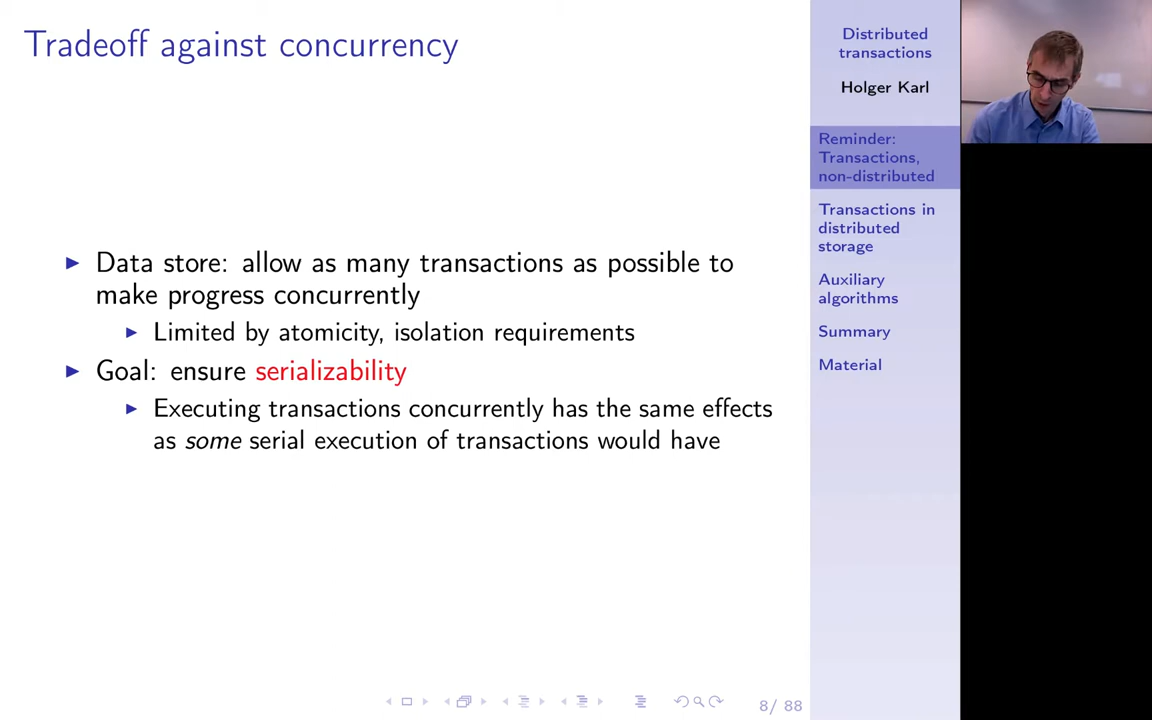 Tradeoff against concurrency
▶ Data store: allow as many transactions as possible to
make progress concurrently
▶ Limited by atomicity, isolation requirements
▶ Goal: ensure serializability
▶ Executing transactions concurrently has the same effects
as some serial execution of transactions would have
8/ 88
Distributed
transactions
Holger Karl
Reminder:
Transactions,
non-distributed
Transactions in
distributed
storage
Auxiliary
algorithms
Summary
Material